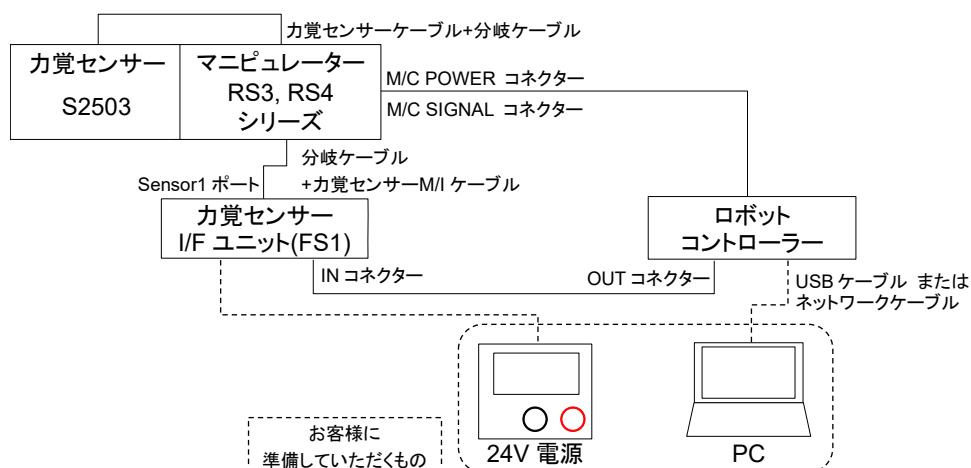 力覚センサーケーブル+分岐ケーブル
力覚センサー
S2503
マニピュレーター
RS3, RS4
シリーズ
M/C POWER コネクター
M/C SIGNAL コネクター
分岐ケーブル
+力覚センサーM/I ケーブル
Sensor1 ポート
力覚センサー
I/F ユニット(FS1)
ロボット
コントローラー
IN コネクター
OUT コネクター
USB ケーブル または
ネットワークケーブル
お客様に
準備していただくもの
24V 電源
PC